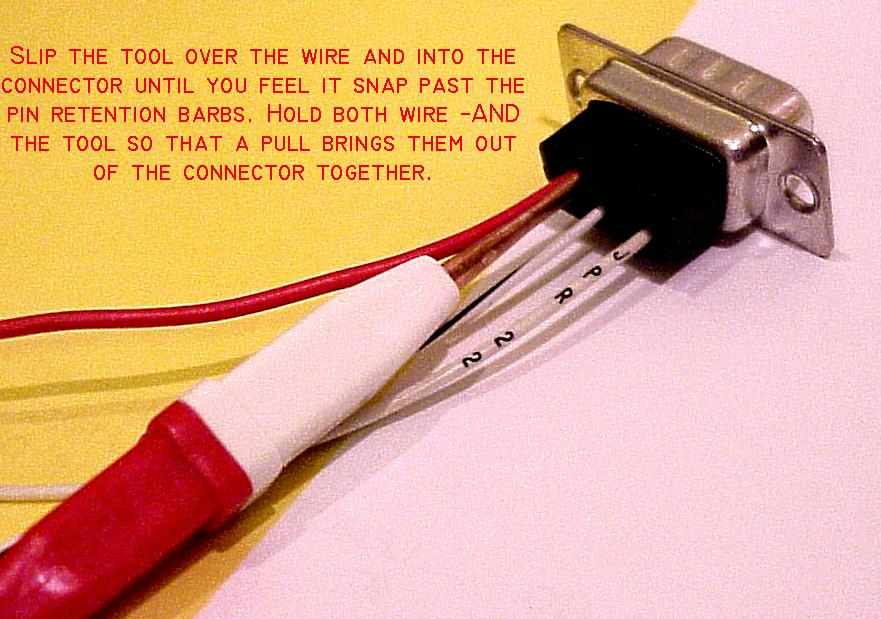 Slip the tool over the wire and into the
connector until you feel it snap past the
pin retention barbs. Hold both wire -AND
the tool so that a pull brings them out
of the connector together.
J P R 2 2